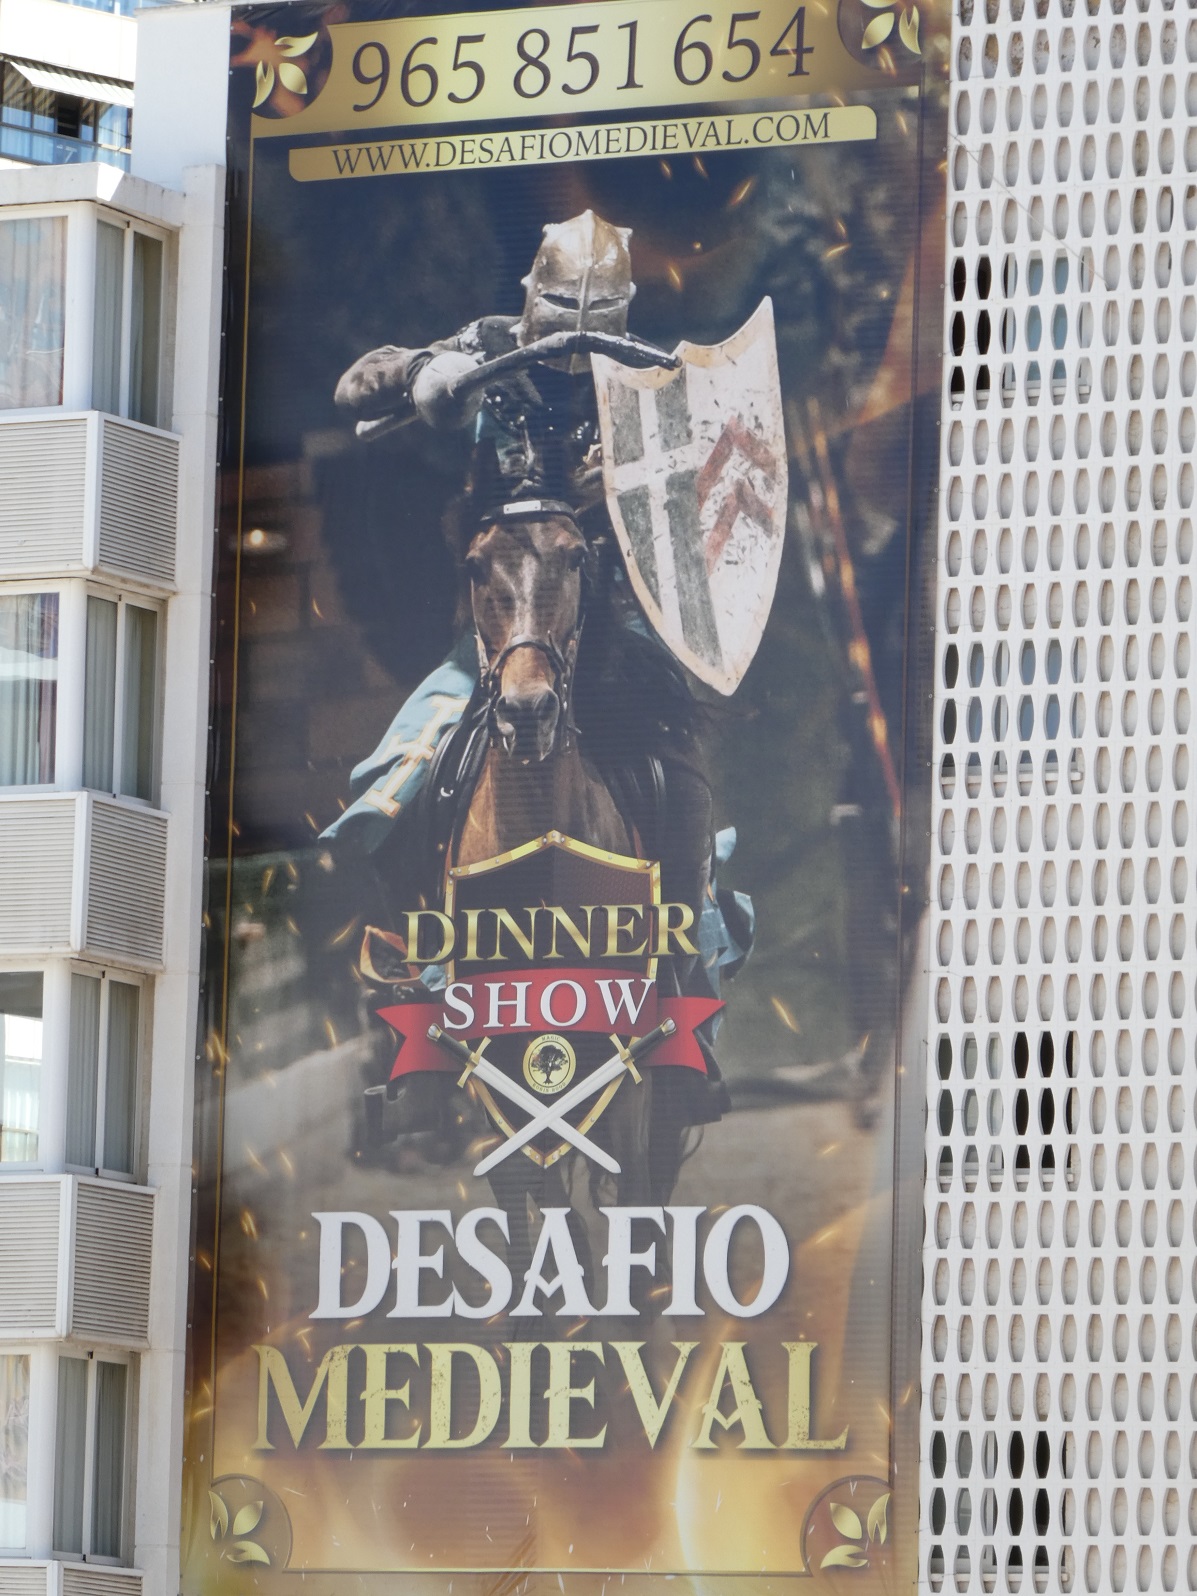 965 851 654
WWW.DESAFIOMEDIEVAL.COM
DINNER
SHOW
DESAFIO
MEDIEVAL